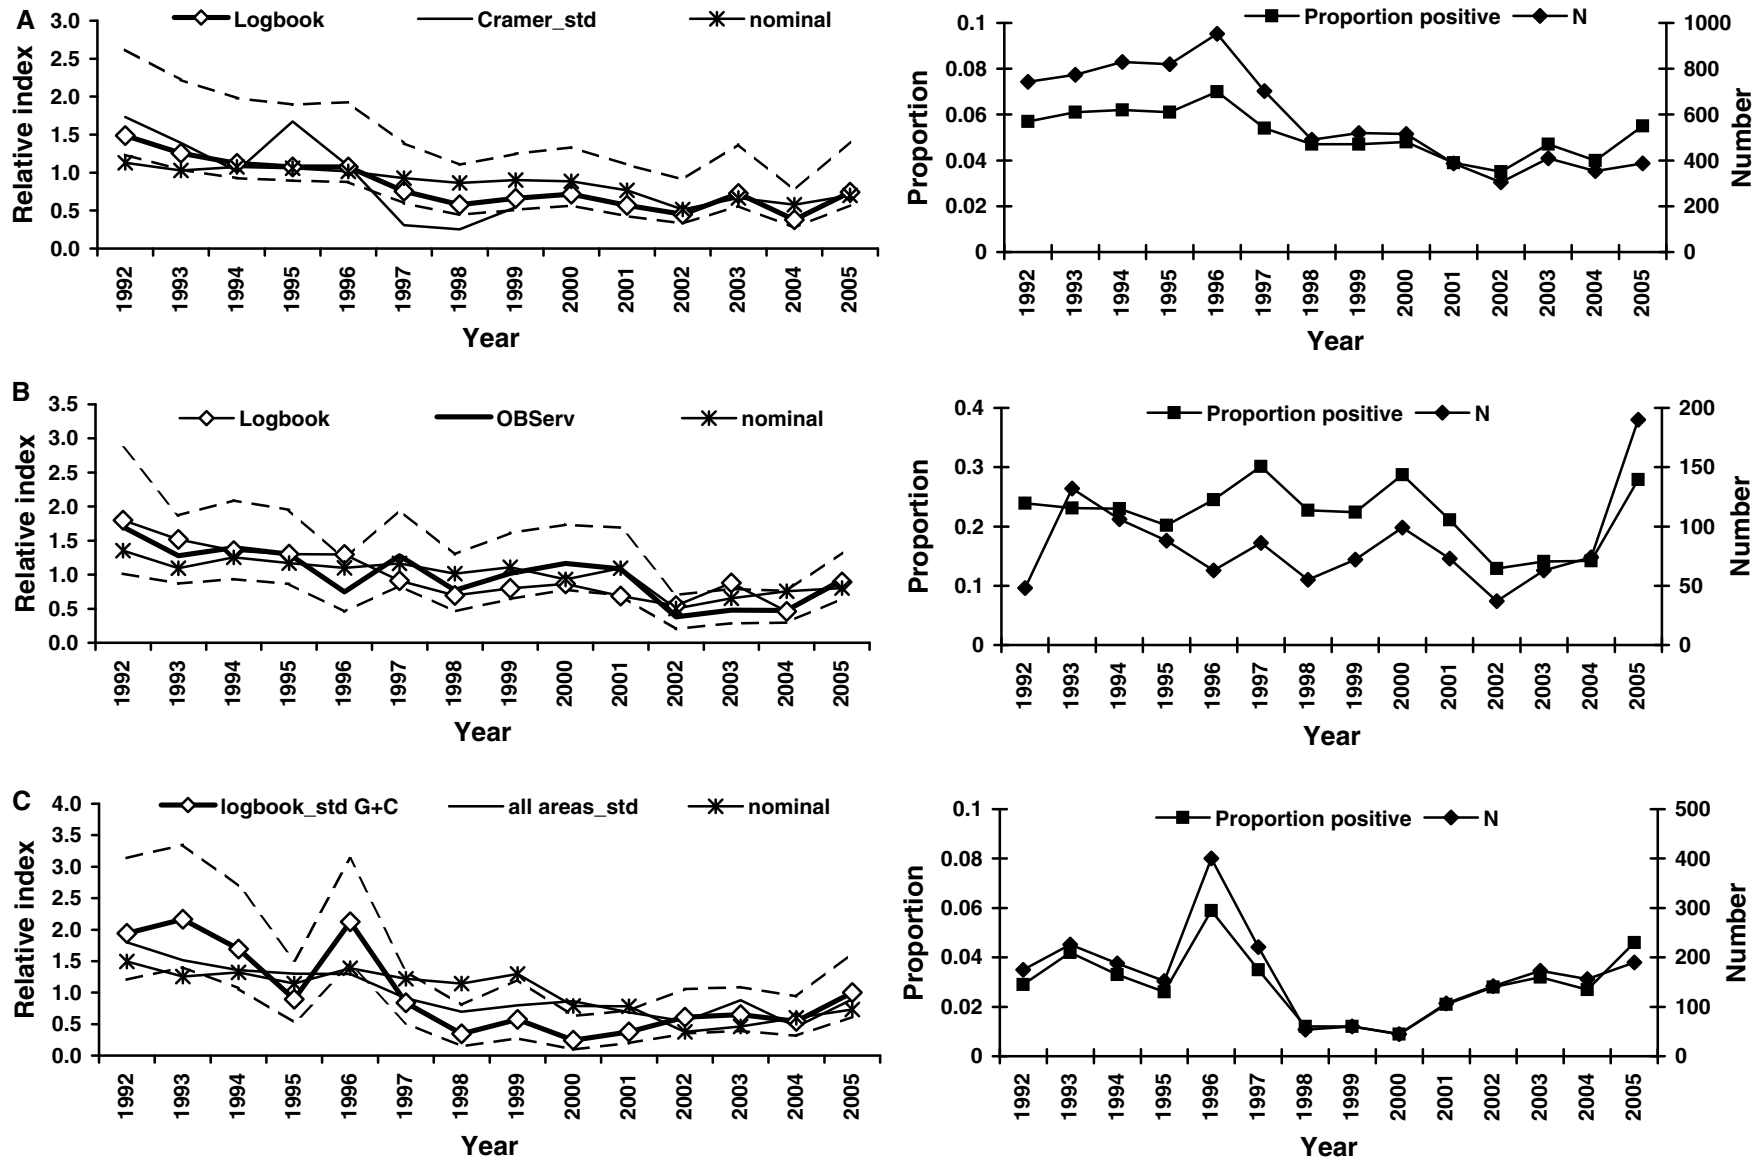 A
Logbook Cramer_std nominal
Relative index
3.0
2.5
2.0
1.5
1.0
0.5
0.0
1992 1993 1994 1995 1996 1997 1998 1999 2000 2001 2002 2003 2004 2005
Year
Proportion positive N
Proportion
0.1
0.08
0.06
0.04
0.02
0
1000
800
600
400
200
0
Number
1992 1993 1994 1995 1996 1997 1998 1999 2000 2001 2002 2003 2004 2005
Year
B
Logbook OBServ nominal
Relative index
3.5
3.0
2.5
2.0
1.5
1.0
0.5
0.0
1992 1993 1994 1995 1996 1997 1998 1999 2000 2001 2002 2003 2004 2005
Year
Proportion positive N
Proportion
0.4
0.3
0.2
0.1
0
200
150
100
50
0
Number
1992 1993 1994 1995 1996 1997 1998 1999 2000 2001 2002 2003 2004 2005
Year
C
logbook_std G+C all areas_std nominal
Relative index
4.0
3.5
3.0
2.5
2.0
1.5
1.0
0.5
0.0
1992 1993 1994 1995 1996 1997 1998 1999 2000 2001 2002 2003 2004 2005
Year
Proportion positive N
Proportion
0.1
0.08
0.06
0.04
0.02
0
500
400
300
200
100
0
Number
1992 1993 1994 1995 1996 1997 1998 1999 2000 2001 2002 2003 2004 2005
Year